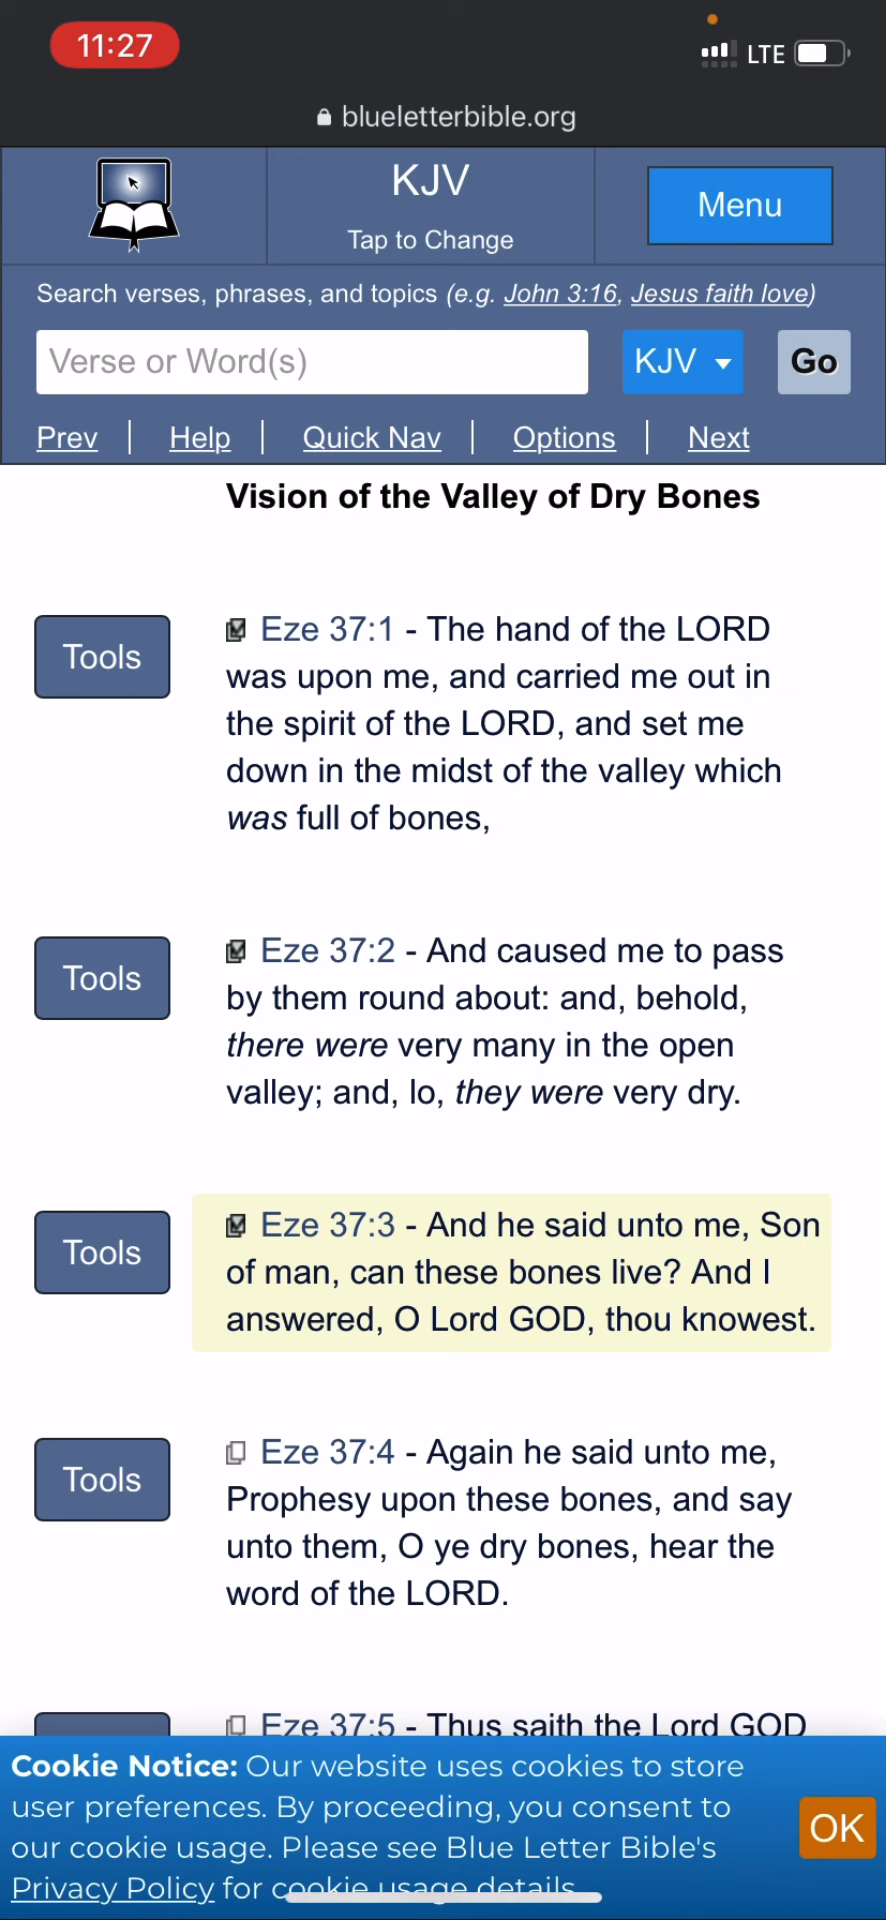 11:27
LTE
blueletterbible.org
KJV
Tap to Change
Menu
Search verses, phrases, and topics (e.g. John 3:16, Jesus faith love)
Verse or Word(s)
KJV
Go
Prev | Help | Quick Nav | Options | Next
Vision of the Valley of Dry Bones
Tools
Eze 37:1 - The hand of the LORD
was upon me, and carried me out in
the spirit of the LORD, and set me
down in the midst of the valley which
was full of bones,
Tools
Eze 37:2 - And caused me to pass
by them round about: and, behold,
there were very many in the open
valley; and, lo, they were very dry.
Tools
Eze 37:3 - And he said unto me, Son
of man, can these bones live? And I
answered, O Lord GOD, thou knowest.
Tools
Eze 37:4 - Again he said unto me,
Prophesy upon these bones, and say
unto them, O ye dry bones, hear the
word of the LORD.
Eze 37:5 - Thus saith the Lord GOD
Cookie Notice: Our website uses cookies to store
user preferences. By proceeding, you consent to
our cookie usage. Please see Blue Letter Bible's
Privacy Policy for cookie usage details
OK